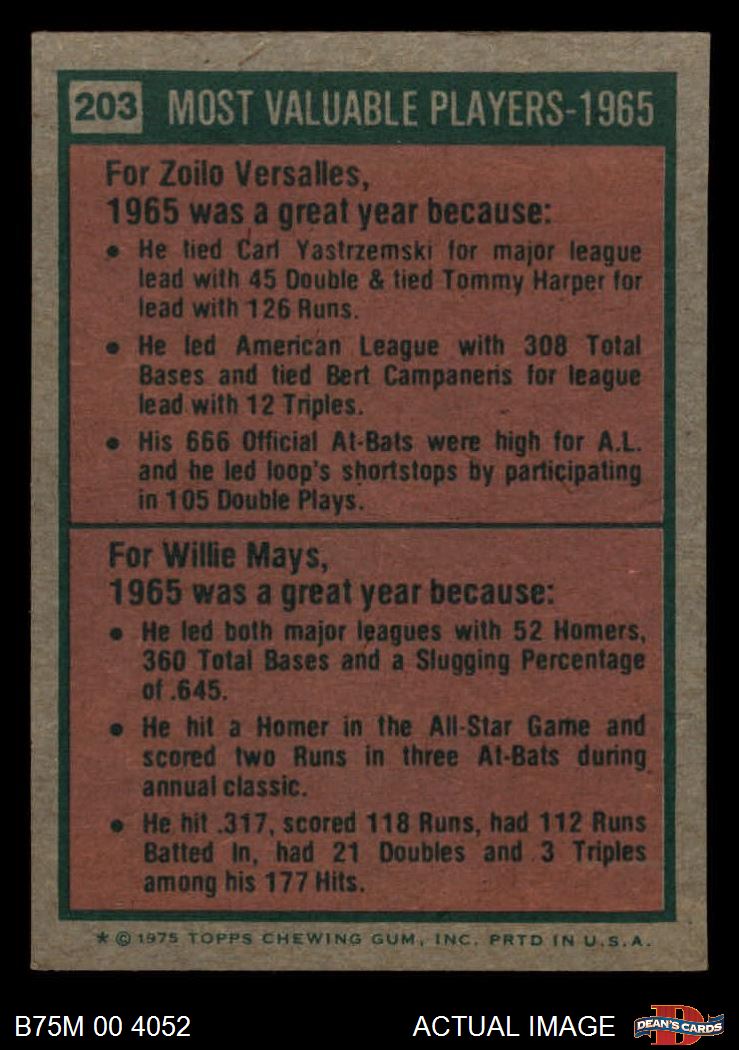 203 MOST VALUABLE PLAYERS-1965
For Zoilo Versalles,
1965 was a great year because:
• He tied Carl Yastrzemski for major league
lead with 45 Double & tied Tommy Harper for
lead with 126 Runs.
• He led American League with 308 Total
Bases and tied Bert Campaneris for league
lead with 12 Triples.
• His 666 Official At-Bats were high for A.L.
and he led loop's shortstops by participating
in 105 Double Plays.
For Willie Mays,
1965 was a great year because:
• He led both major leagues with 52 Homers,
360 Total Bases and a Slugging Percentage
of .645.
• He hit a Homer in the All-Star Game and
scored two Runs in three At-Bats during
annual classic.
• He hit .317, scored 118 Runs, had 112 Runs
Batted In, had 21 Doubles and 3 Triples
among his 177 Hits.
* © 1975 TOPPS CHEWING GUM, INC. PRTD IN U.S.A.
B75M 00 4052 ACTUAL IMAGE D DEAN'S CARDS